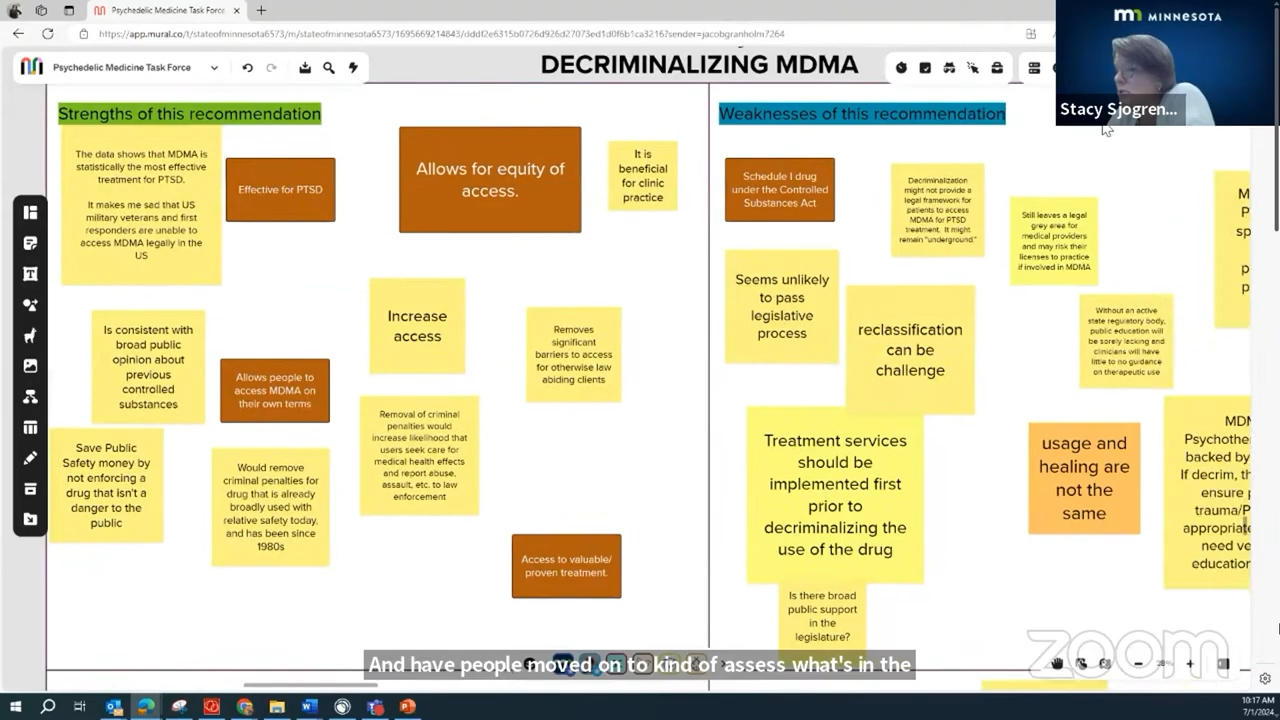 Psychedelic Medicine Task Force
https://app.mural.co/t/stateofminnesota6573/m/stateofminnesota6573/1695669214843/dddf2e6315b0726d926d27073ed1d0f6b1ca3216?sender=jacobgranholm7264
MINNESOTA
Stacy Sjogren...
Psychedelic Medicine Task Force
DECRIMINALIZING MDMA
Strengths of this recommendation
The data shows that MDMA is
statistically the most effective
treatment for PTSD.
It makes me sad that US
military veterans and first
responders are unable to
access MDMA legally in the
US
Effective for PTSD
Allows for equity of
access.
It is
beneficial
for clinic
practice
Increase
access
Removes
significant
barriers to access
for otherwise law
abiding clients
Is consistent with
broad public
opinion about
previous
controlled
substances
Allows people to
access MDMA on
their own terms
Removal of criminal
penalties would
increase likelihood that
users seek care for
medical health effects
and report abuse,
assault, etc. to law
enforcement
Save Public
Safety money by
not enforcing a
drug that isn't a
danger to the
public
Would remove
criminal penalties for
drug that is already
broadly used with
relative safety today,
and has been since
1980s
Access to valuable/
proven treatment.
Weaknesses of this recommendation
Schedule I drug
under the Controlled
Substances Act
Decriminalization
might not provide a
legal framework for
patients to access
MDMA for PTSD
treatment. It might
remain "underground."
Still leaves a legal
grey area for
medical providers
and may risk their
licenses to practice
if involved in MDMA
Seems unlikely
to pass
legislative
process
reclassification
can be
challenge
Without an active
state regulatory body,
public education will
be sorely lacking and
clinicians will have
little to no guidance
on therapeutic use
Treatment services
should be
implemented first
prior to
decriminalizing the
use of the drug
usage and
healing are
not the
same
MDM
Psychothe
backed by
If decrim, th
ensure p
trauma/P
appropriat
need ve
education
Is there broad
public support
in the
legislature?
And have people moved on to kind of assess what's in the
zoom
10:17 AM
7/1/2024